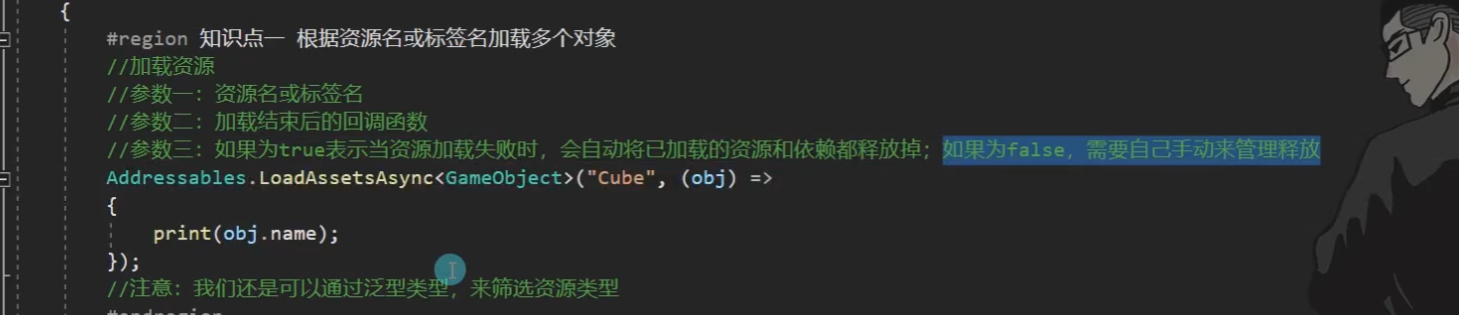 {
#region 知识点一 根据资源名或标签名加载多个对象
//加载资源
//参数一：资源名或标签名
//参数二：加载结束后的回调函数
//参数三：如果为true表示当资源加载失败时，会自动将已加载的资源和依赖都释放掉；如果为false，需要自己手动来管理释放
Addressables.LoadAssetsAsync<GameObject>("Cube", (obj) =>
{
print(obj.name);
});
//注意：我们还是可以通过泛型类型，来筛选资源类型
#endregion